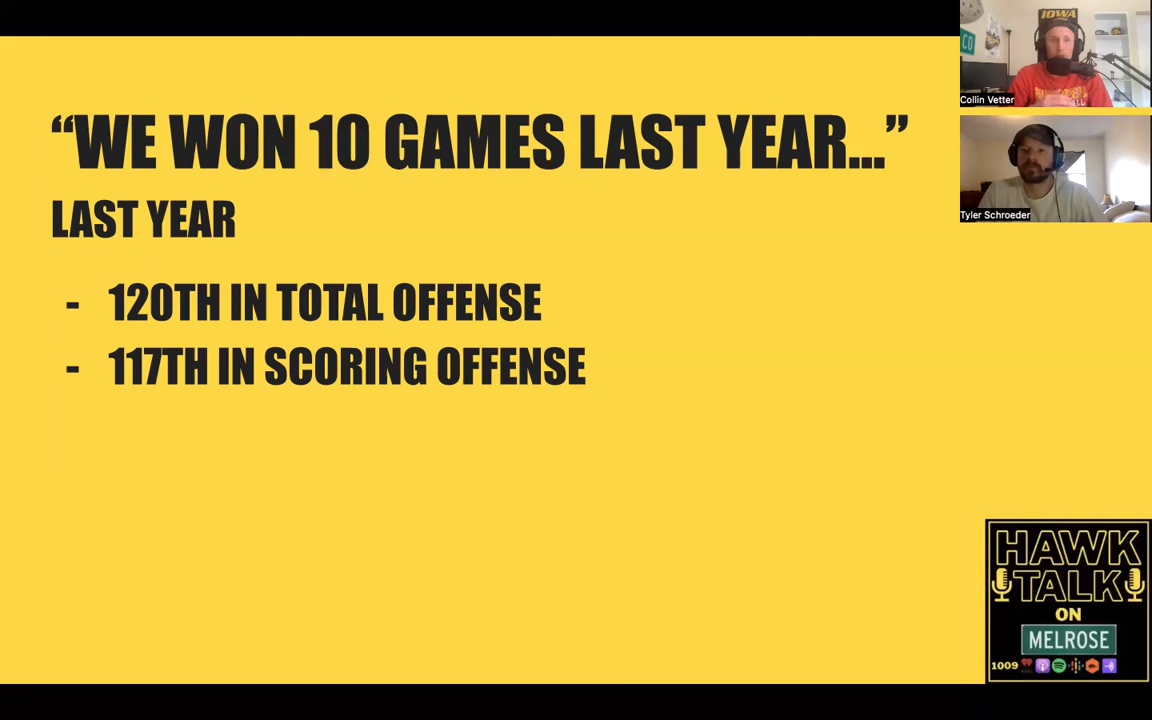 “WE WON 10 GAMES LAST YEAR...”
LAST YEAR
- 120TH IN TOTAL OFFENSE
- 117TH IN SCORING OFFENSE
IOWA
CO
Collin Vetter
Tyler Schroeder
HAWK
TALK
ON
MELROSE
1009